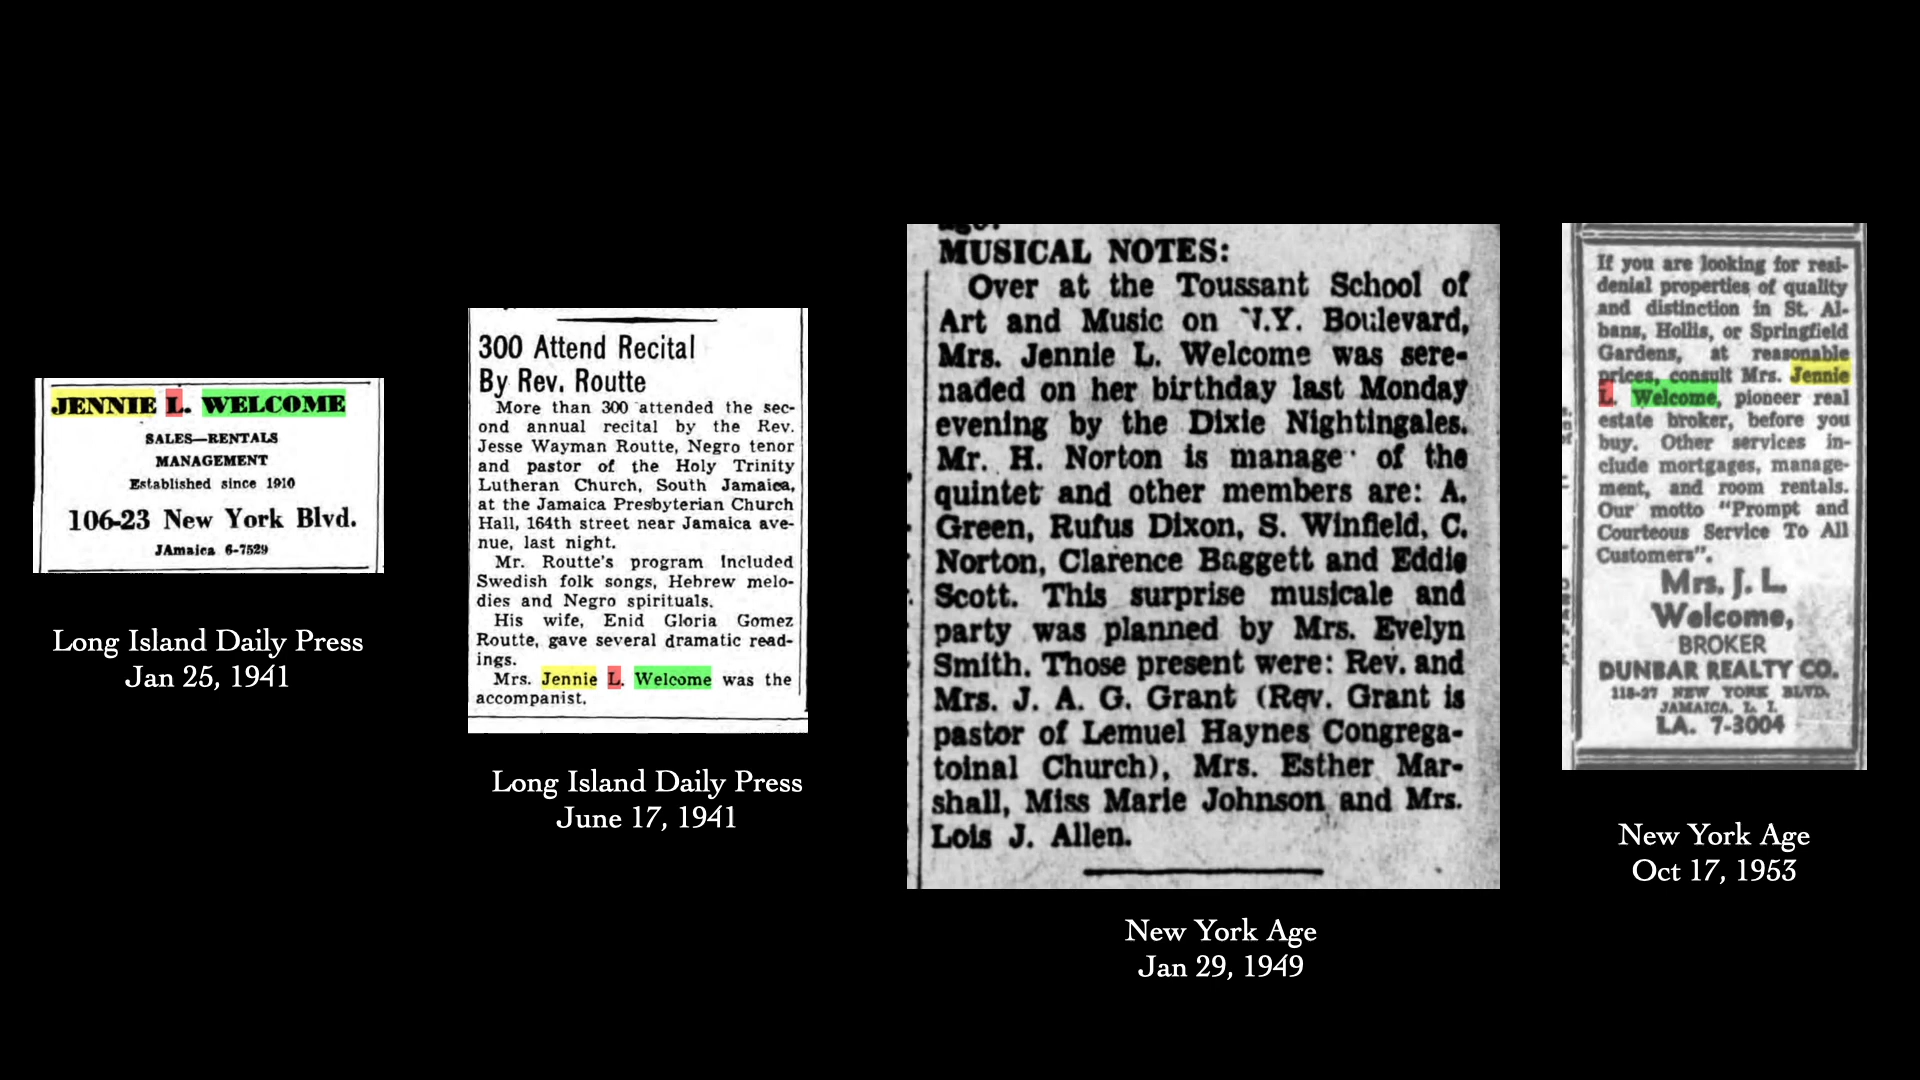 JENNIE L. WELCOME
SALES—RENTALS
MANAGEMENT
Established since 1910
106-23 New York Blvd.
JAmaica 6-7529
Long Island Daily Press
Jan 25, 1941
300 Attend Recital
By Rev. Routte
More than 300 attended the sec-
ond annual recital by the Rev.
Jesse Wayman Routte, Negro tenor
and pastor of the Holy Trinity
Lutheran Church, South Jamaica,
at the Jamaica Presbyterian Church
Hall, 164th street near Jamaica ave-
nue, last night.
Mr. Routte's program included
Swedish folk songs, Hebrew melo-
dies and Negro spirituals.
His wife, Enid Gloria Gomez
Routte, gave several dramatic read-
ings.
Mrs. Jennie L. Welcome was the
accompanist.
Long Island Daily Press
June 17, 1941
MUSICAL NOTES:
Over at the Toussant School of
Art and Music on N.Y. Boulevard,
Mrs. Jennie L. Welcome was sere-
naded on her birthday last Monday
evening by the Dixie Nightingales.
Mr. H. Norton is manage of the
quintet and other members are: A.
Green, Rufus Dixon, S. Winfield, C.
Norton, Clarence Baggett and Eddie
Scott. This surprise musicale and
party was planned by Mrs. Evelyn
Smith. Those present were: Rev. and
Mrs. J. A. G. Grant (Rev. Grant is
pastor of Lemuel Haynes Congrega-
toinal Church), Mrs. Esther Mar-
shall, Miss Marie Johnson and Mrs.
Lois J. Allen.
New York Age
Jan 29, 1949
If you are looking for resi-
denial properties of quality
and distinction in St. Al-
bans, Hollis, or Springfield
Gardens, at reasonable
prices, consult Mrs. Jennie
L. Welcome, pioneer real
estate broker, before you
buy. Other services in-
clude mortgages, manage-
ment, and room rentals.
Our motto "Prompt and
Courteous Service To All
Customers".
Mrs. J. L.
Welcome,
BROKER
DUNBAR REALTY CO.
118-27 NEW YORK BLVD.
JAMAICA, L. I.
LA. 7-3004
New York Age
Oct 17, 1953